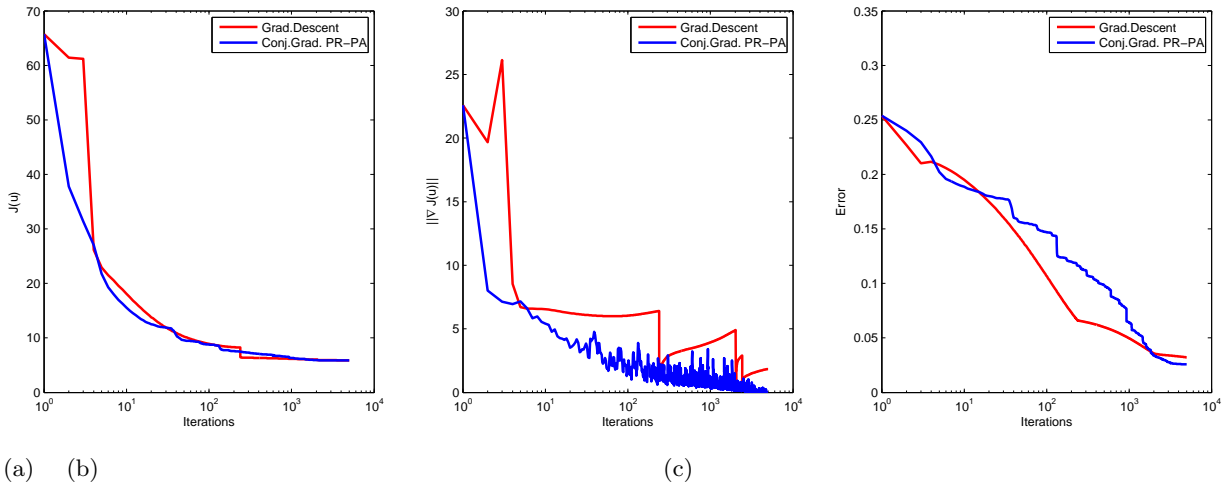 70
60
50
40
30
20
10
0
J(u)
10^0 10^1 10^2 10^3 10^4
Iterations
Grad.Descent
Conj.Grad. PR−PA
30
25
20
15
10
5
0
||∇ J(u)||
10^0 10^1 10^2 10^3 10^4
Iterations
Grad.Descent
Conj.Grad. PR−PA
0.35
0.3
0.25
0.2
0.15
0.1
0.05
0
Error
10^0 10^1 10^2 10^3 10^4
Iterations
Grad.Descent
Conj.Grad. PR−PA
(a) (b) (c)